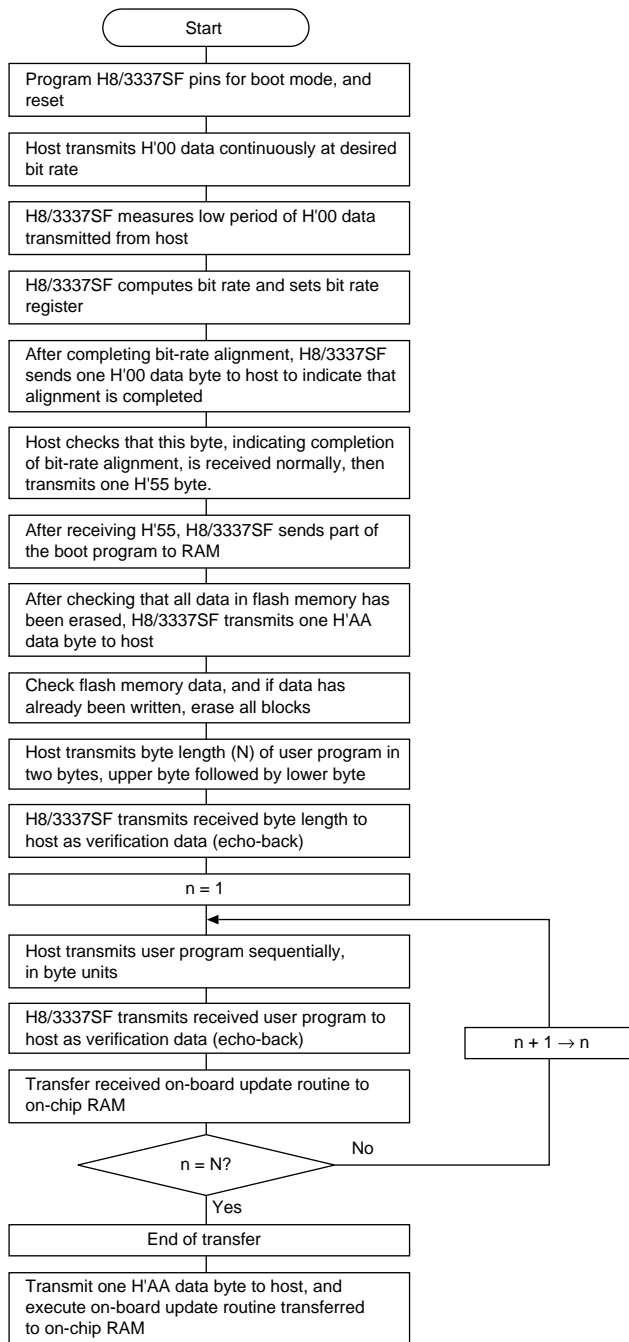 Start
Program H8/3337SF pins for boot mode, and
reset
Host transmits H'00 data continuously at desired
bit rate
H8/3337SF measures low period of H'00 data
transmitted from host
H8/3337SF computes bit rate and sets bit rate
register
After completing bit-rate alignment, H8/3337SF
sends one H'00 data byte to host to indicate that
alignment is completed
Host checks that this byte, indicating completion
of bit-rate alignment, is received normally, then
transmits one H'55 byte.
After receiving H'55, H8/3337SF sends part of
the boot program to RAM
After checking that all data in flash memory has
been erased, H8/3337SF transmits one H'AA
data byte to host
Check flash memory data, and if data has
already been written, erase all blocks
Host transmits byte length (N) of user program in
two bytes, upper byte followed by lower byte
H8/3337SF transmits received byte length to
host as verification data (echo-back)
n = 1
Host transmits user program sequentially,
in byte units
H8/3337SF transmits received user program to
host as verification data (echo-back)
n + 1 → n
Transfer received on-board update routine to
on-chip RAM
n = N?
No
Yes
End of transfer
Transmit one H'AA data byte to host, and
execute on-board update routine transferred
to on-chip RAM